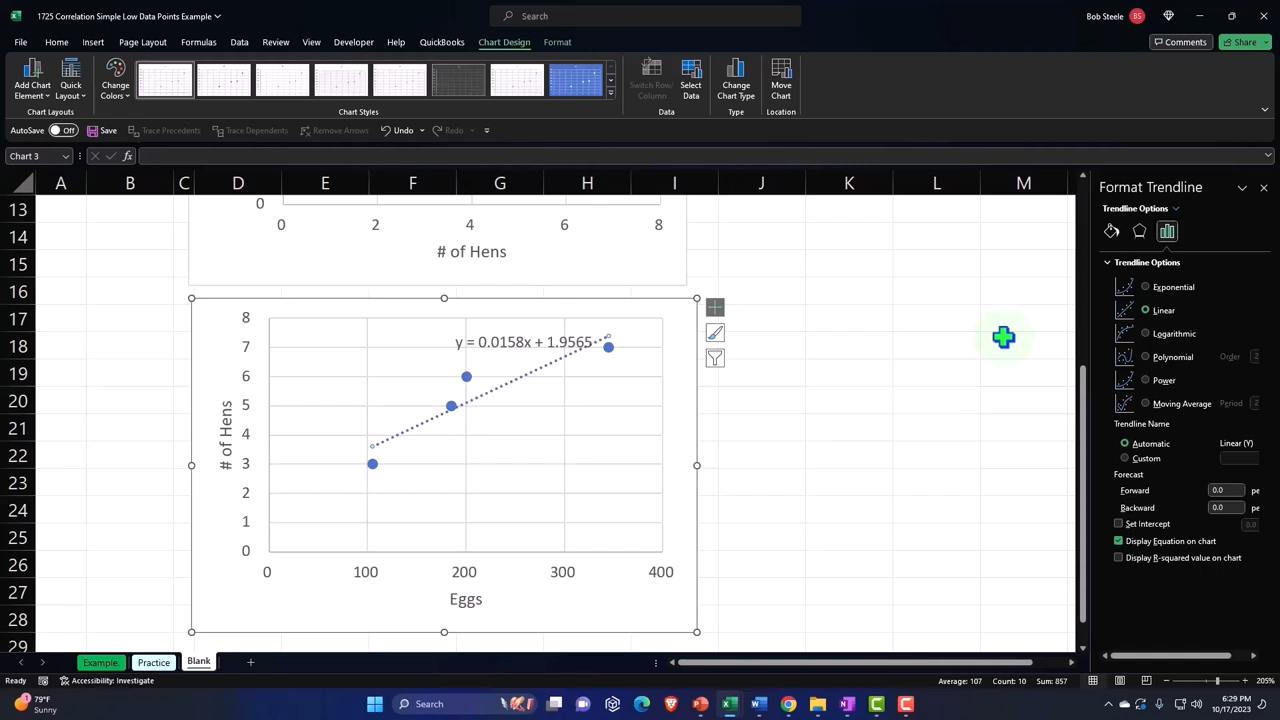 1725 Correlation Simple Low Data Points Example
Search
Bob Steele BS
File Home Insert Page Layout Formulas Data Review View Developer Help QuickBooks Chart Design Format Comments Share
Add Chart Element Quick Layout Change Colors Switch Row/Column Select Data Change Chart Type Move Chart
Chart Layouts Chart Styles Data Type Location
AutoSave Off Save Trace Precedents Trace Dependents Remove Arrows Undo Redo
Chart 3 fx
A B C D E F G H I J K L M
13
14
15
16
17
18
19
20
21
22
23
24
25
26
27
28
29
0
0 2 4 6 8
# of Hens
8
7
6
5
4
3
2
1
0
y = 0.0158x + 1.9565
# of Hens
0 100 200 300 400
Eggs
Format Trendline
Trendline Options
Trendline Options
Exponential
Linear
Logarithmic
Polynomial Order 2
Power
Moving Average Period 2
Trendline Name
Automatic Linear (Y)
Custom
Forecast
Forward 0.0 pe
Backward 0.0 pe
Set Intercept 0.0
Display Equation on chart
Display R-squared value on chart
Example Practice Blank
Ready Accessibility: Investigate Average: 107 Count: 10 Sum: 857 205%
79°F
Sunny
Search
6:29 PM
10/17/2023